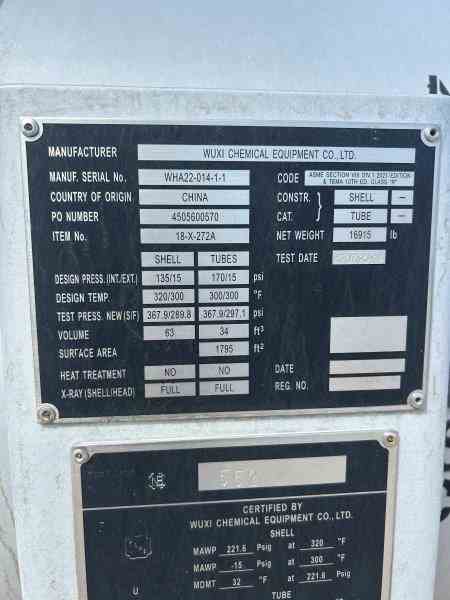 MANUFACTURER WUXI CHEMICAL EQUIPMENT CO., LTD.
MANUF. SERIAL No. WHA22-014-1-1 CODE ASME SECTION VIII DIV.1 2021 EDITION & TEMA 10TH ED. CLASS "R"
COUNTRY OF ORIGIN CHINA CONSTR. SHELL –
PO NUMBER 4505600570 CAT. TUBE –
ITEM No. 18-X-272A NET WEIGHT 16915 lb
TEST DATE
SHELL TUBES
DESIGN PRESS.(INT./EXT.) 135/15 170/15 psi
DESIGN TEMP. 320/300 300/300 °F
TEST PRESS. NEW (S/F) 367.9/289.8 367.9/297.1 psi
VOLUME 63 34 ft³
SURFACE AREA 1795 ft²
HEAT TREATMENT NO NO DATE
X-RAY (SHELL/HEAD) FULL FULL REG. NO.
CERTIFIED BY
WUXI CHEMICAL EQUIPMENT CO., LTD.
SHELL
MAWP 221.6 Psig at 320 °F
MAWP -15 Psig at 300 °F
MDMT 32 °F at 221.6 Psig
U
TUBE